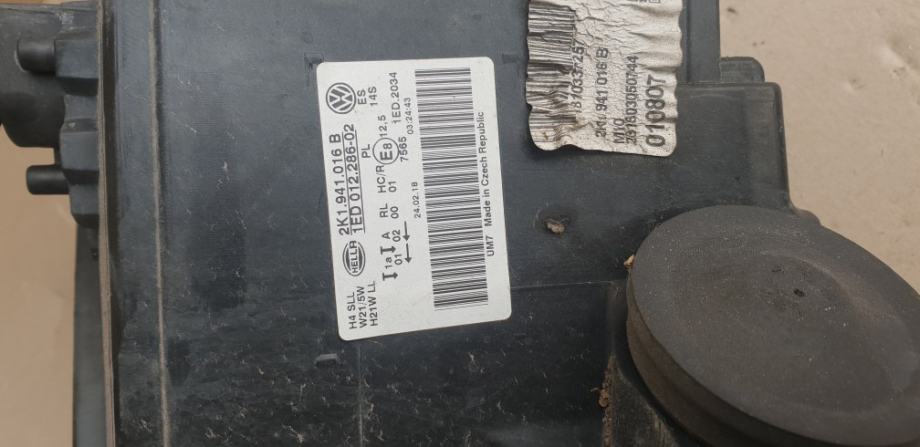 2K1.941.016 B
1ED 012.286-02
HELLA
ES
14S
1a A RL HC/R PL
01 02 00 01
E8
12,5
7565
1ED.2034
24.02.18
03:24:43
H4 SLL
W21/5W
H21W LL
UM7 Made in Czech Republic
2K1.941.016 B
Mid
010807